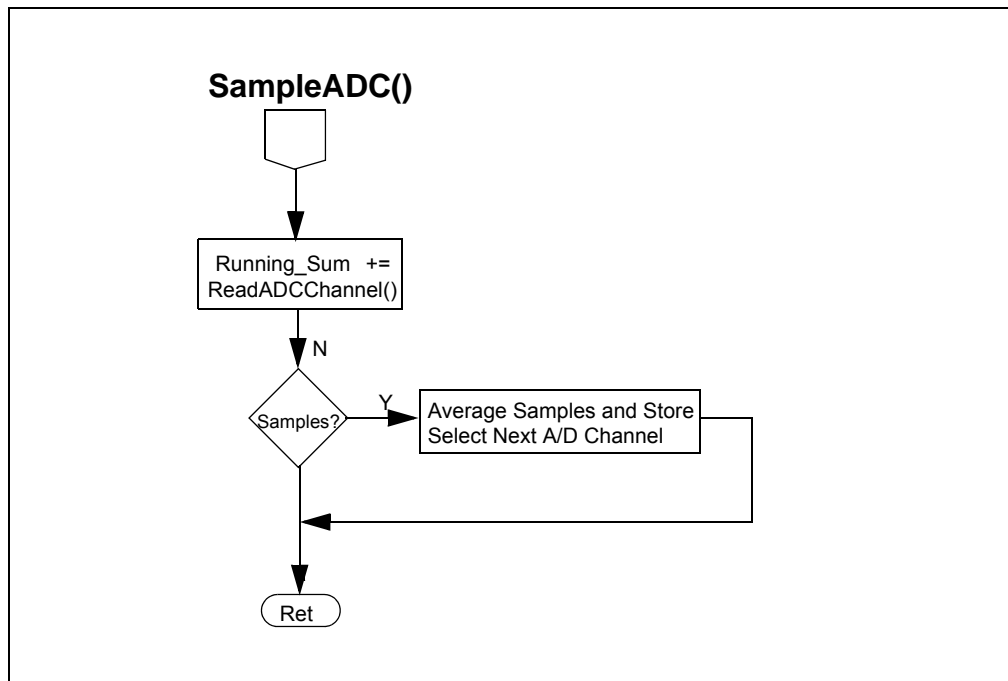 SampleADC()
Running_Sum +=
ReadADCChannel()
N
Samples?
Y
Average Samples and Store
Select Next A/D Channel
Ret